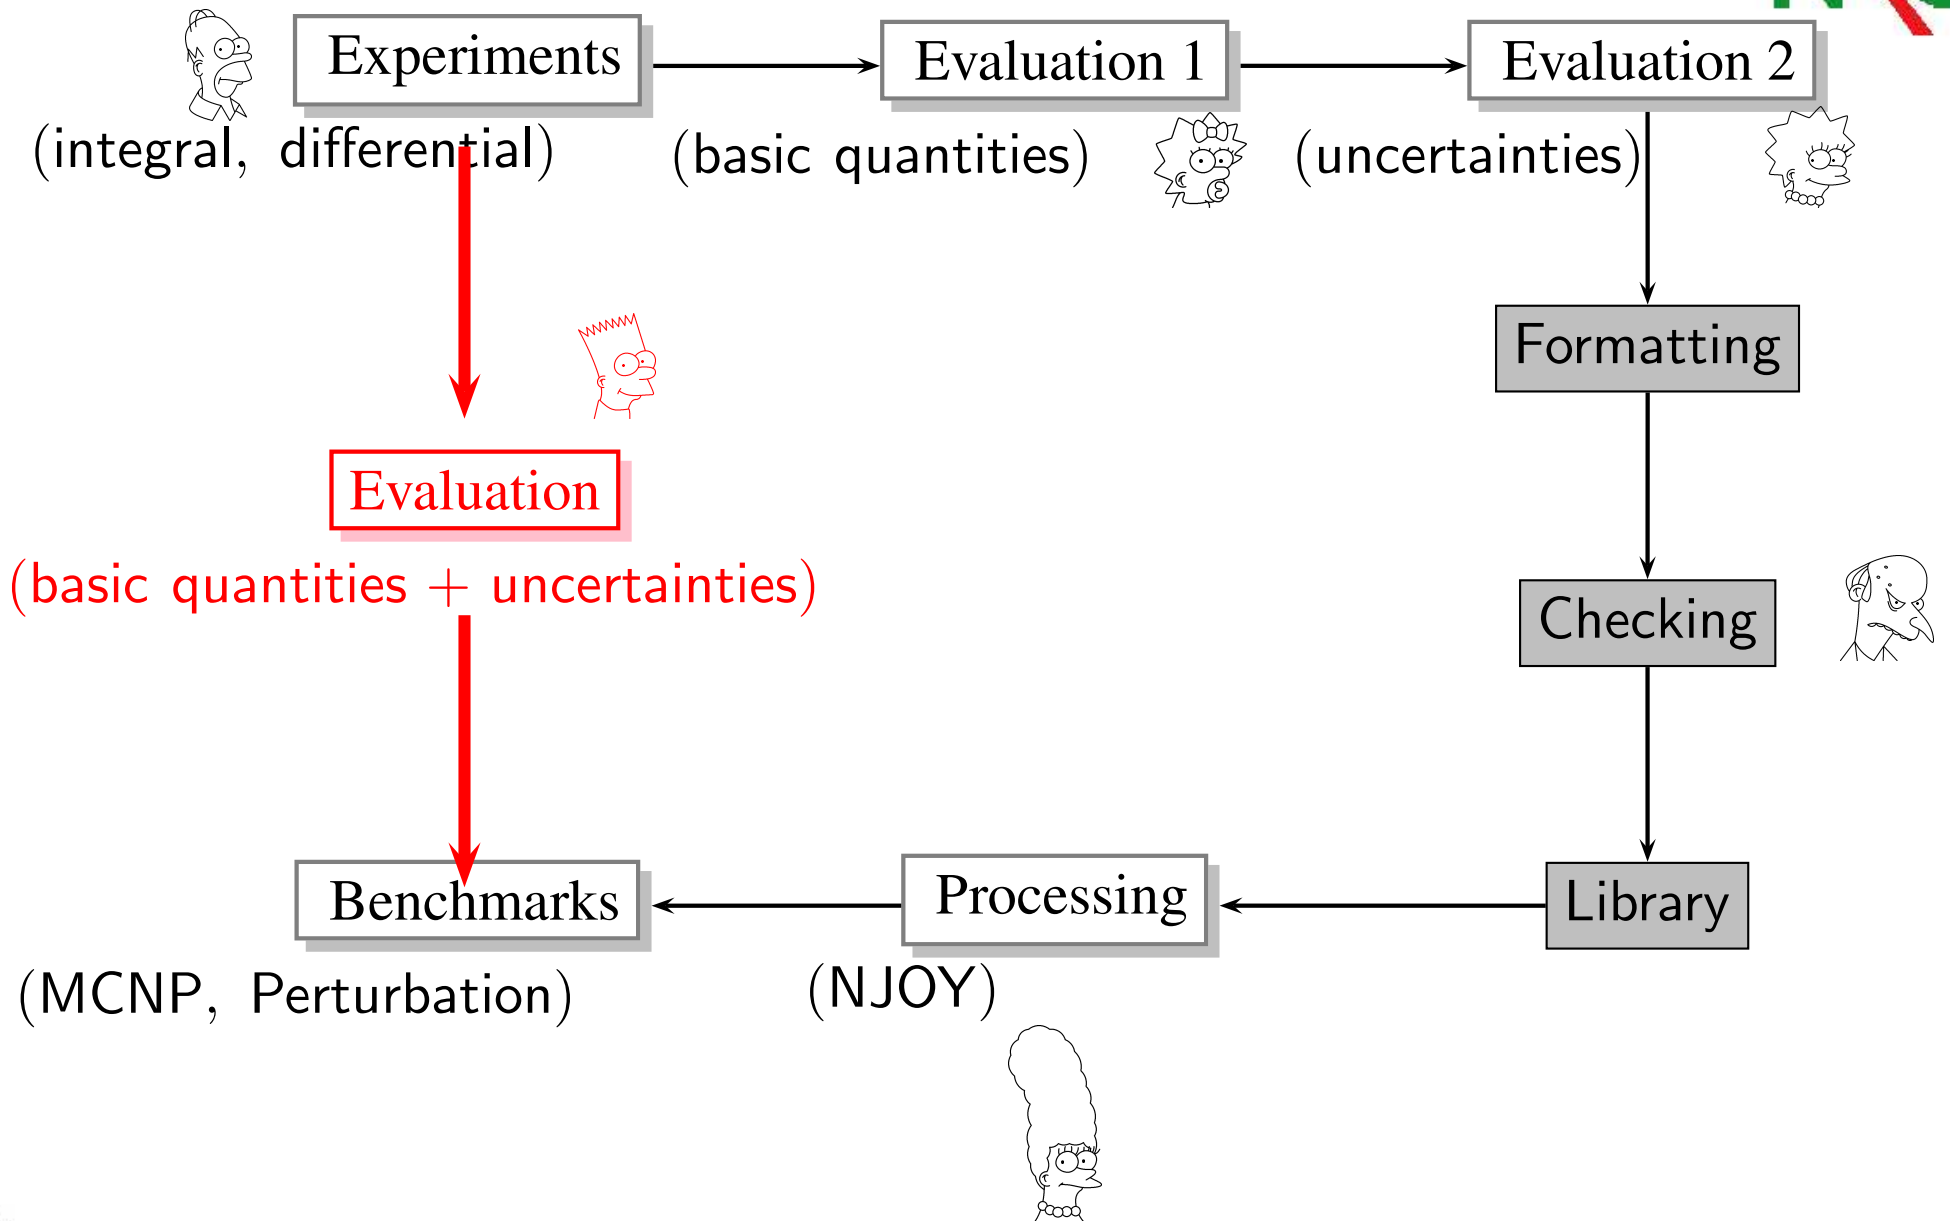 Experiments
Evaluation 1
Evaluation 2
(integral, differential)
(basic quantities)
(uncertainties)
Formatting
Evaluation
(basic quantities + uncertainties)
Checking
Benchmarks
Processing
Library
(MCNP, Perturbation)
(NJOY)